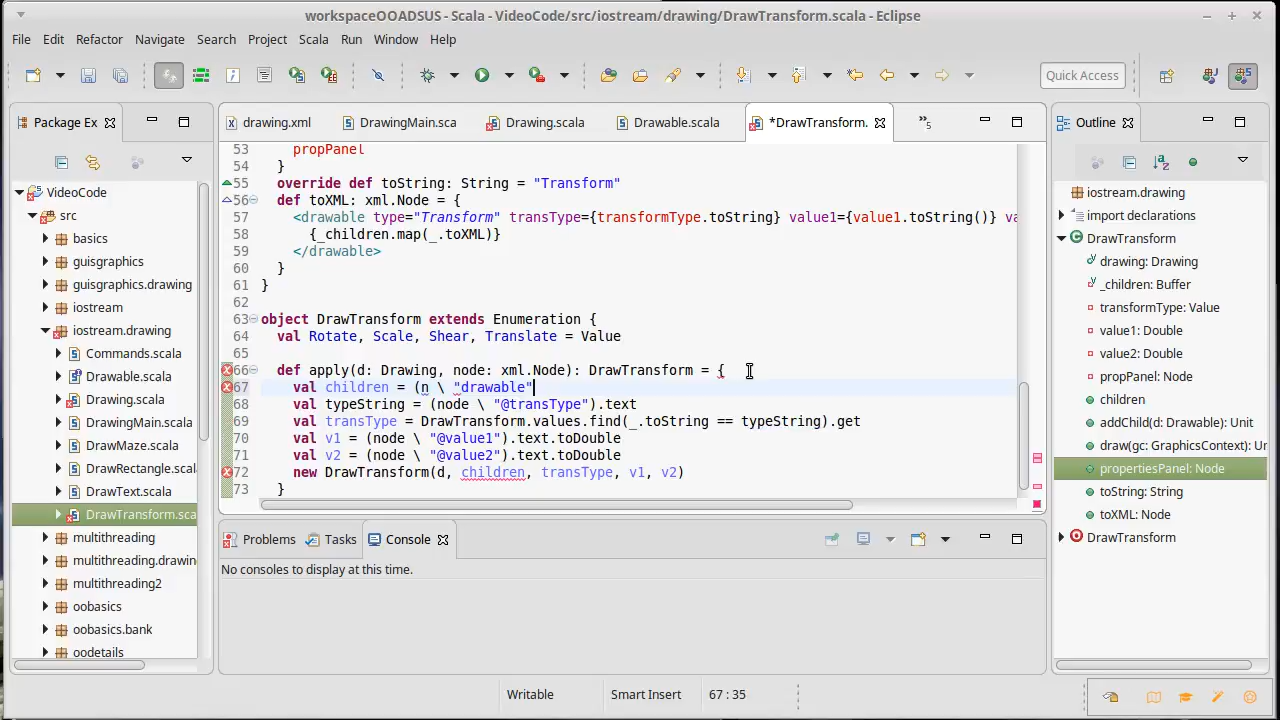 workspaceOOADSUS - Scala - VideoCode/src/iostream/drawing/DrawTransform.scala - Eclipse
File Edit Refactor Navigate Search Project Scala Run Window Help
Quick Access
Package Ex
drawing.xml DrawingMain.sca Drawing.scala Drawable.scala *DrawTransform. »5
Outline
VideoCode
src
basics
guisgraphics
guisgraphics.drawing
iostream
iostream.drawing
Commands.scala
Drawable.scala
Drawing.scala
DrawingMain.scala
DrawMaze.scala
DrawRectangle.scal
DrawText.scala
DrawTransform.sca
multithreading
multithreading.drawin
multithreading2
oobasics
oobasics.bank
oodetails
53 propPanel
54 }
55 override def toString: String = "Transform"
56 def toXML: xml.Node = {
57 <drawable type="Transform" transType={transformType.toString} value1={value1.toString()} va
58 {_children.map(_.toXML)}
59 </drawable>
60 }
61 }
62
63 object DrawTransform extends Enumeration {
64 val Rotate, Scale, Shear, Translate = Value
65
66 def apply(d: Drawing, node: xml.Node): DrawTransform = {
67 val children = (n \ "drawable"
68 val typeString = (node \ "@transType").text
69 val transType = DrawTransform.values.find(_.toString == typeString).get
70 val v1 = (node \ "@value1").text.toDouble
71 val v2 = (node \ "@value2").text.toDouble
72 new DrawTransform(d, children, transType, v1, v2)
73 }
iostream.drawing
import declarations
DrawTransform
drawing: Drawing
_children: Buffer
transformType: Value
value1: Double
value2: Double
propPanel: Node
children
addChild(d: Drawable): Unit
draw(gc: GraphicsContext): Ur
propertiesPanel: Node
toString: String
toXML: Node
DrawTransform
Problems Tasks Console
No consoles to display at this time.
Writable Smart Insert 67 : 35